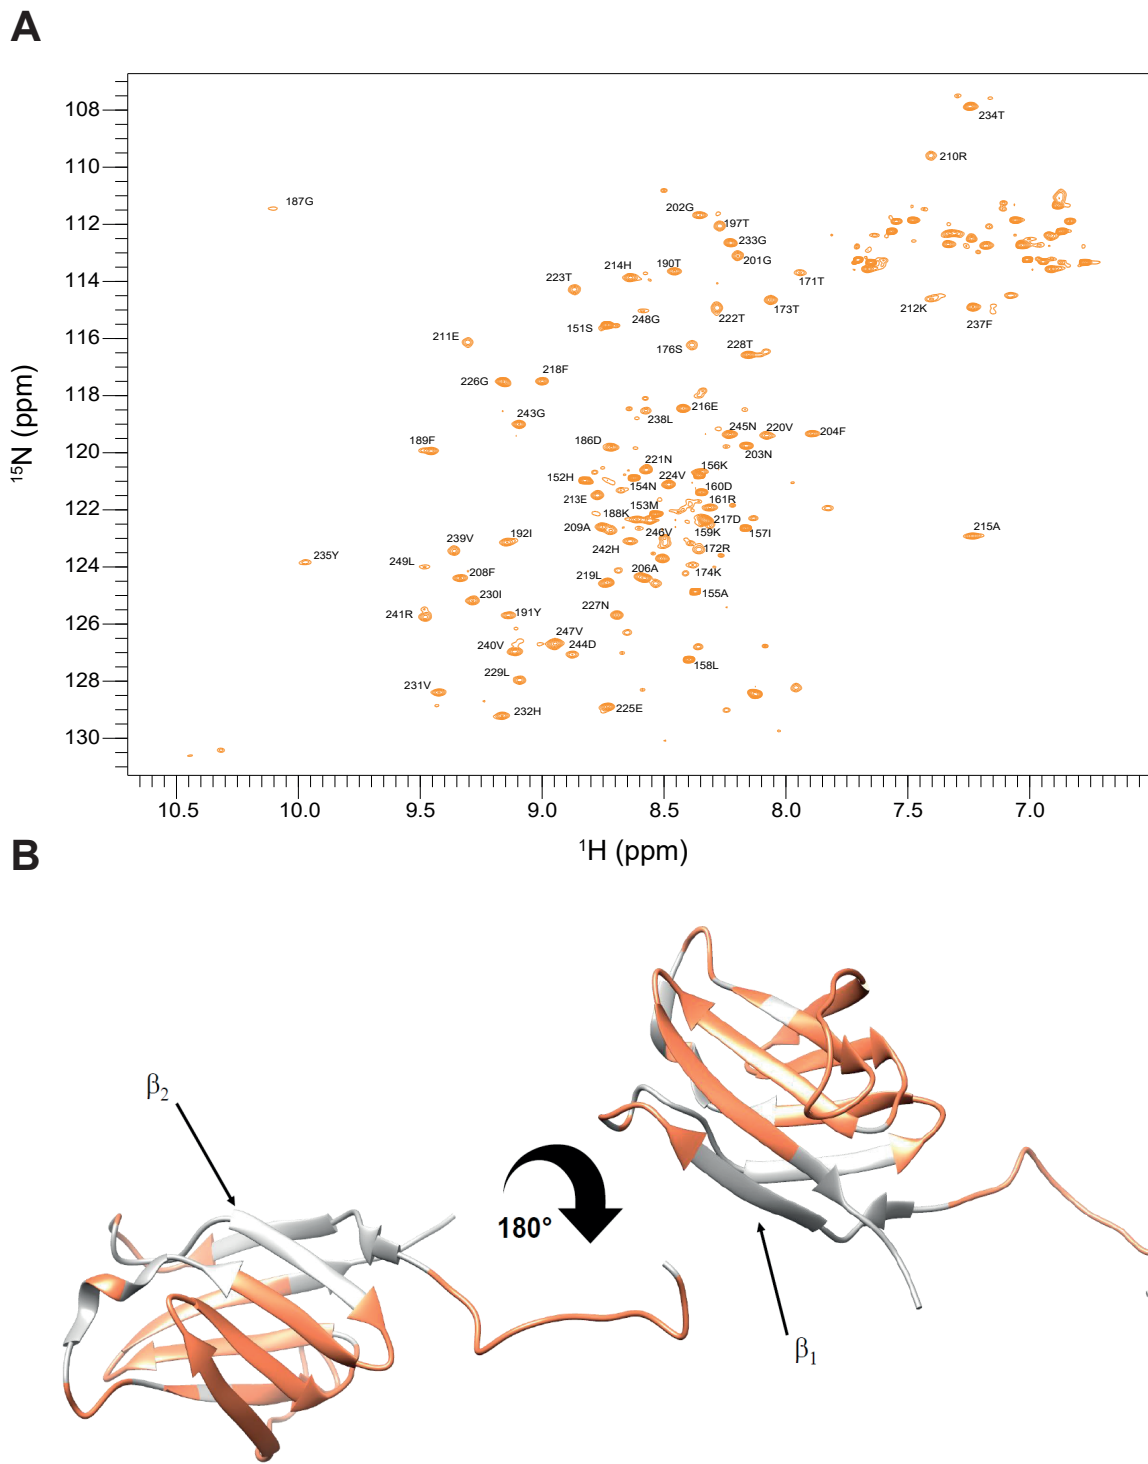 A
108
234T
110
210R
187G
202G
112
197T
233G
201G
214H
190T
114
223T
171T
212K
248G
222T
173T
237F
151S
116
211E
176S
228T
226G
218F
118
216E
238L
243G
245N
220V
204F
120
189F
186D
203N
221N
156K
152H
224V
154N
160D
213E
122
153M
161R
188K
217D
209A
159K
157I
215A
239V
192I
246V
242H
172R
124
235Y
249L
208F
206A
174K
219L
230I
155A
241R
191Y
227N
126
247V
240V
244D
158L
128
229L
231V
225E
232H
130
15N (ppm)
10.5 10.0 9.5 9.0 8.5 8.0 7.5 7.0
1H (ppm)
B
β2
180°
β1